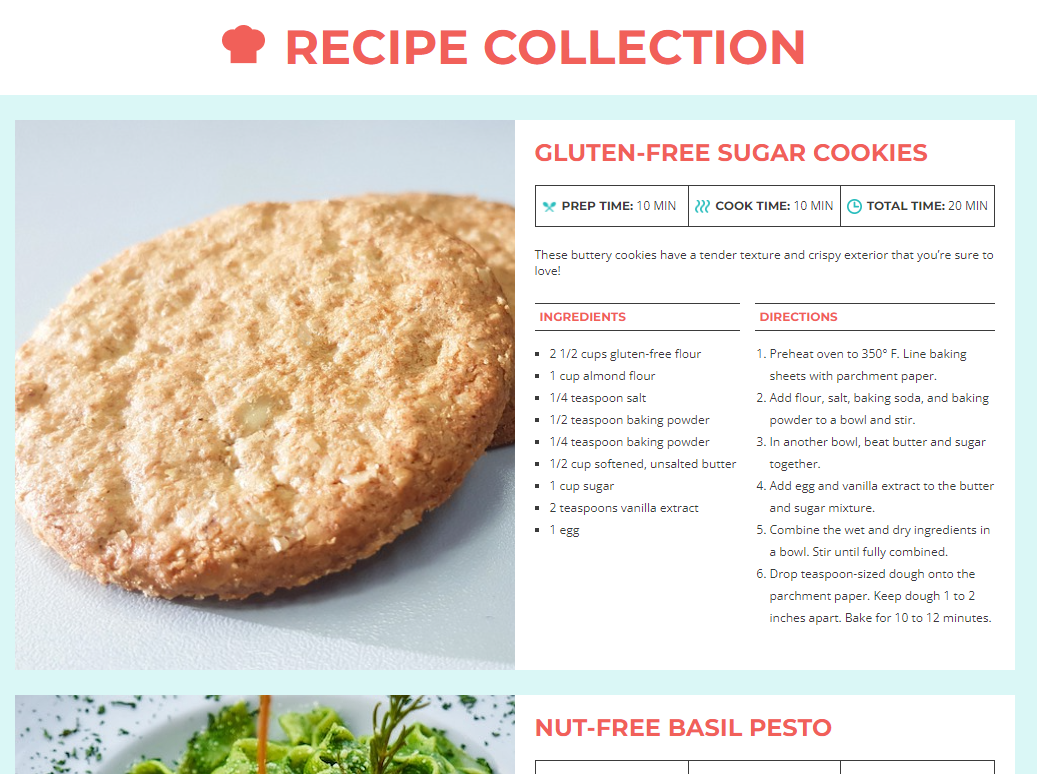 RECIPE COLLECTION
GLUTEN-FREE SUGAR COOKIES
PREP TIME: 10 MIN
COOK TIME: 10 MIN
TOTAL TIME: 20 MIN
These buttery cookies have a tender texture and crispy exterior that you're sure to
love!
INGREDIENTS
2 1/2 cups gluten-free flour
1 cup almond flour
1/4 teaspoon salt
1/2 teaspoon baking powder
1/4 teaspoon baking powder
1/2 cup softened, unsalted butter
1 cup sugar
2 teaspoons vanilla extract
1 egg
DIRECTIONS
1. Preheat oven to 350° F. Line baking
sheets with parchment paper.
2. Add flour, salt, baking soda, and baking
powder to a bowl and stir.
3. In another bowl, beat butter and sugar
together.
4. Add egg and vanilla extract to the butter
and sugar mixture.
5. Combine the wet and dry ingredients in
a bowl. Stir until fully combined.
6. Drop teaspoon-sized dough onto the
parchment paper. Keep dough 1 to 2
inches apart. Bake for 10 to 12 minutes.
NUT-FREE BASIL PESTO